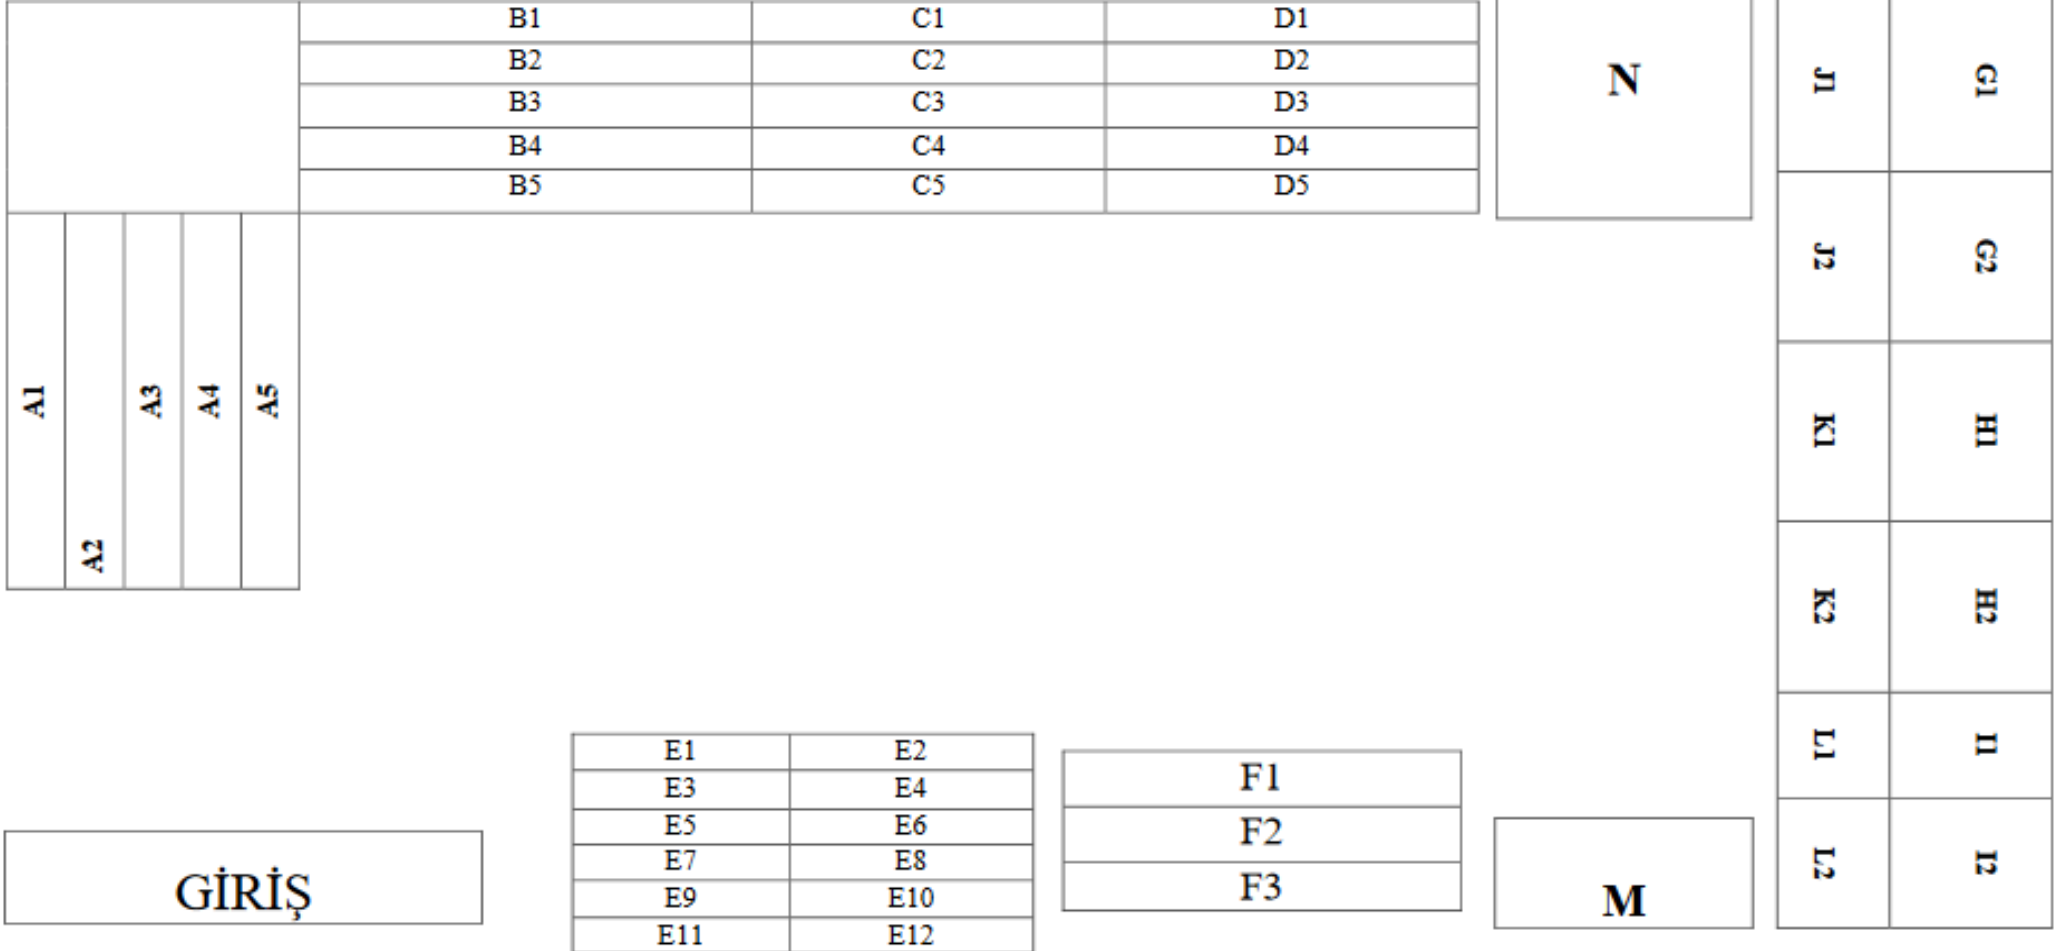 B1 C1 D1
B2 C2 D2
B3 C3 D3
B4 C4 D4
B5 C5 D5
N
A1
A2
A3
A4
A5
J1 G1
J2 G2
K1 H1
K2 H2
L1 I1
L2 I2
E1 E2
E3 E4
E5 E6
E7 E8
E9 E10
E11 E12
F1
F2
F3
GİRİŞ
M